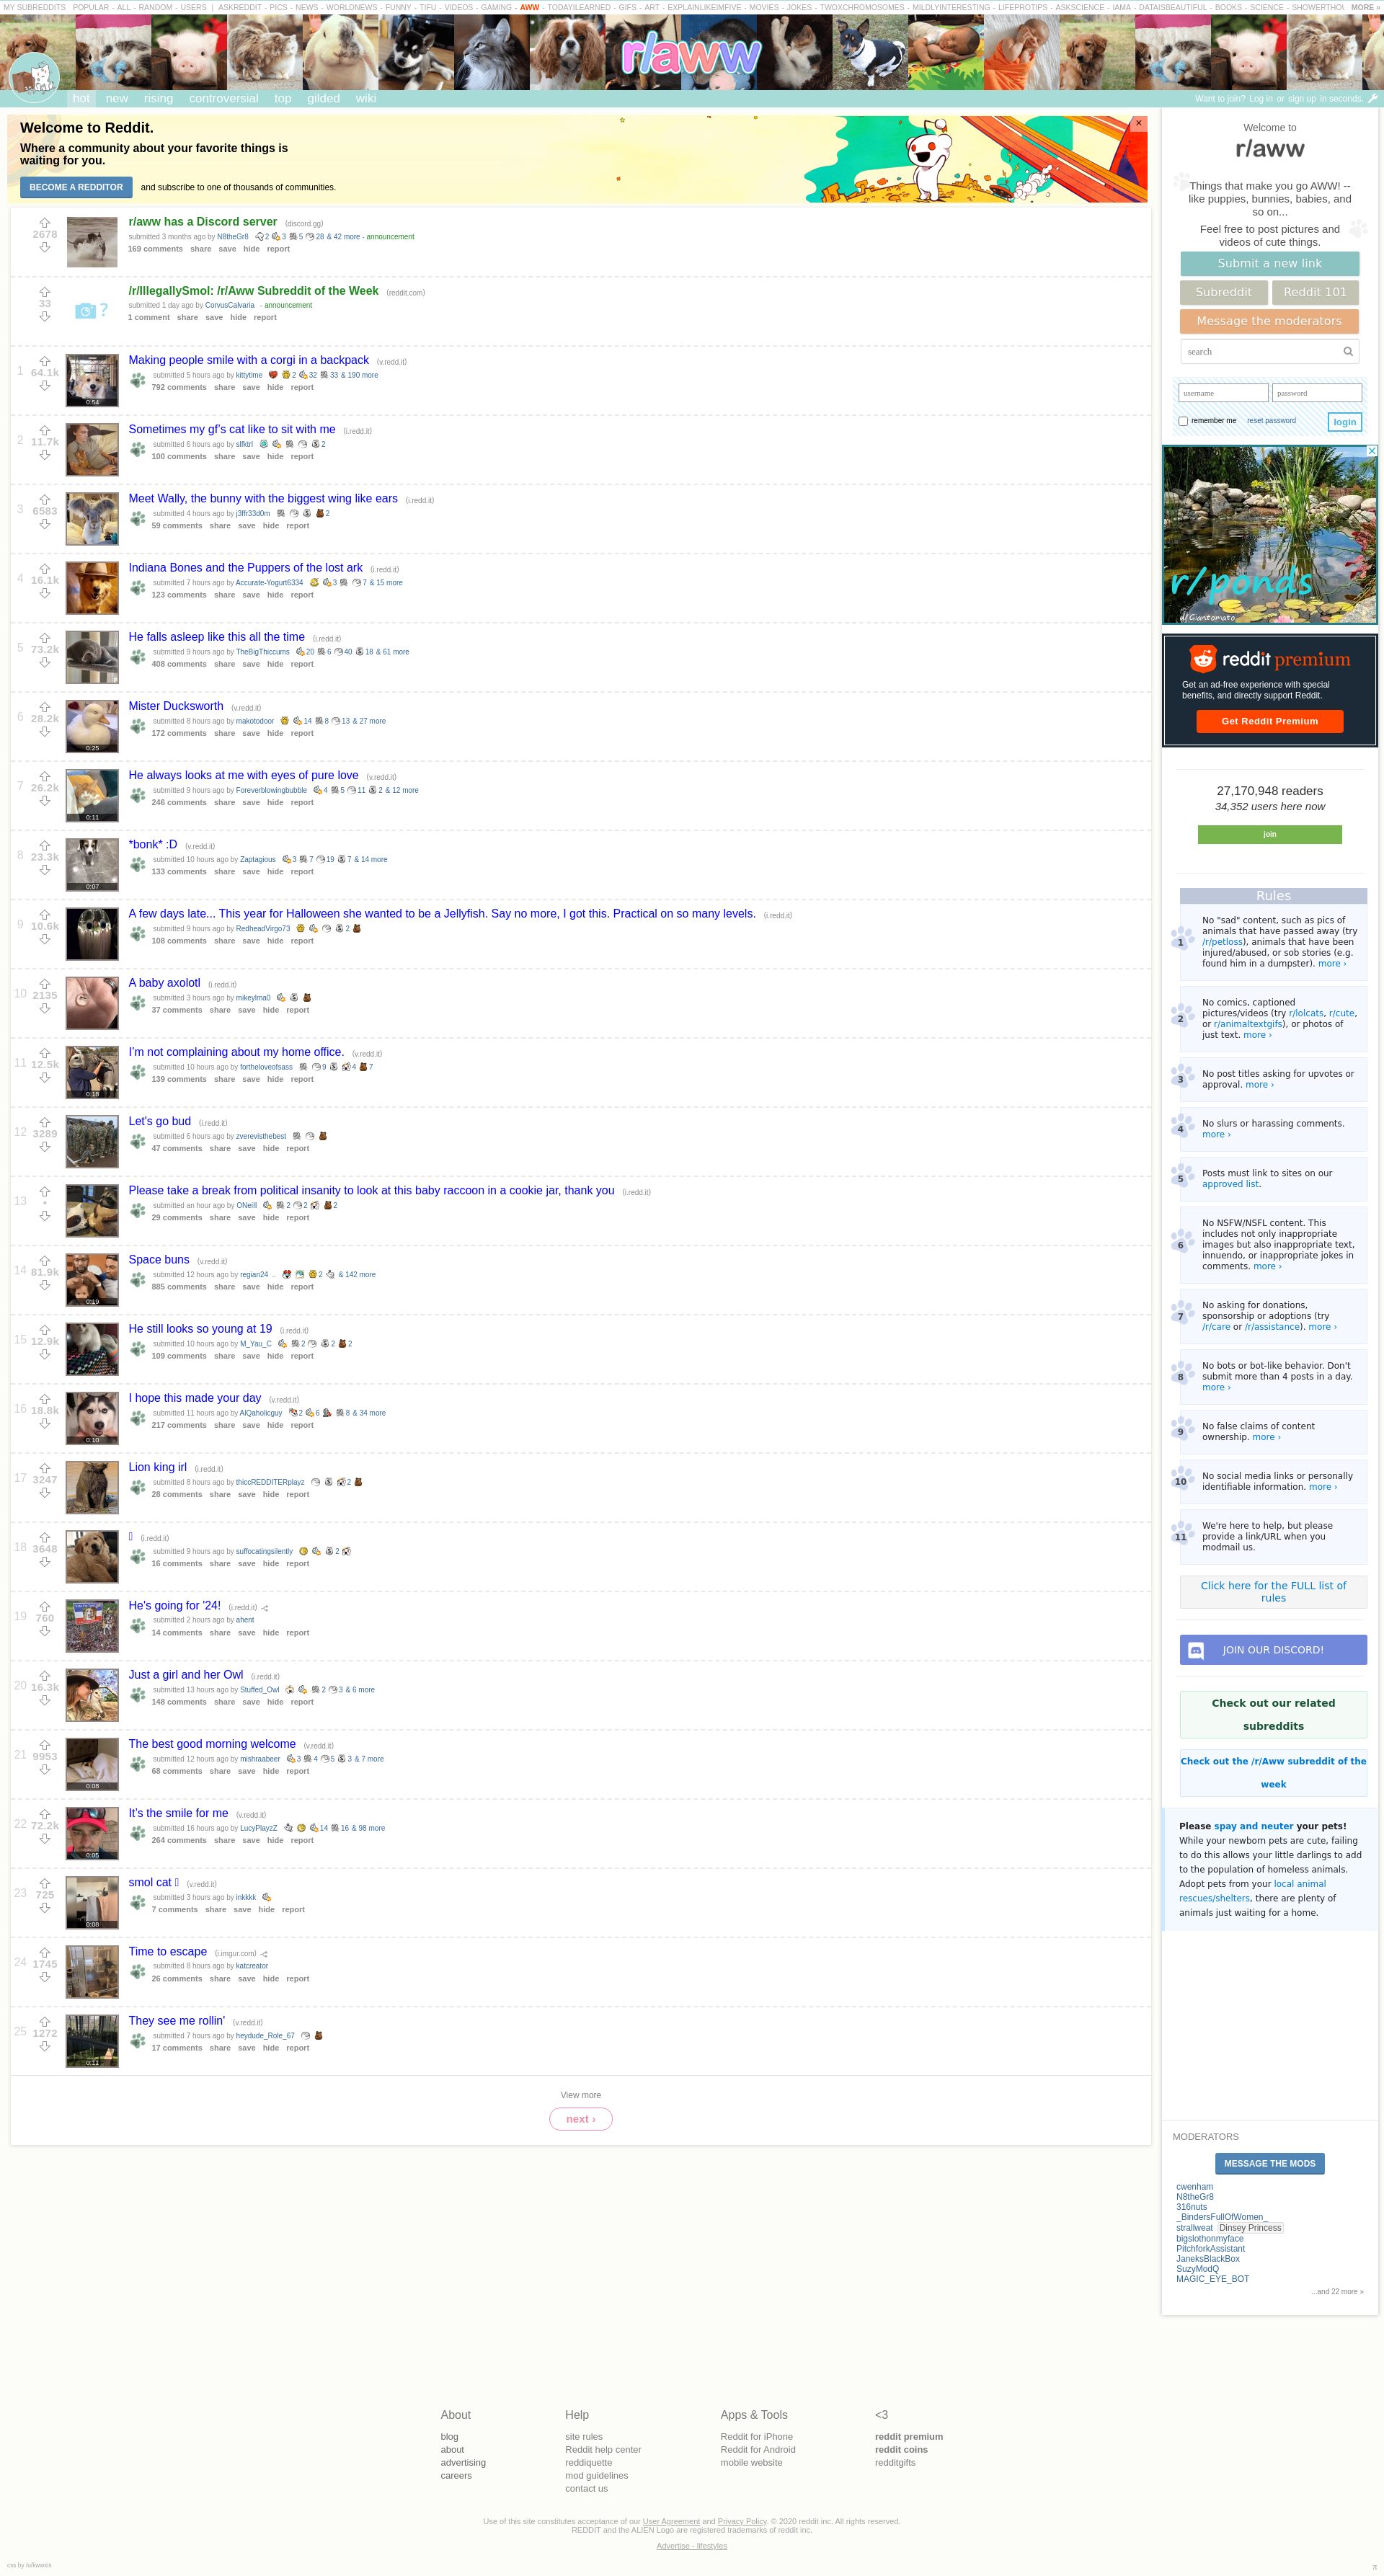 MY SUBREDDITS POPULAR - ALL - RANDOM - USERS | ASKREDDIT - PICS - NEWS - WORLDNEWS - FUNNY - TIFU - VIDEOS - GAMING - AWW - TODAYILEARNED - GIFS - ART - EXPLAINLIKEIMFIVE - MOVIES - JOKES - TWOXCHROMOSOMES - MILDLYINTERESTING - LIFEPROTIPS - ASKSCIENCE - IAMA - DATAISBEAUTIFUL - BOOKS - SCIENCE - SHOWERTHOU MORE »
r/aww
hot new rising controversial top gilded wiki
Want to join? Log in or sign up in seconds.
Welcome to Reddit.
Where a community about your favorite things is
waiting for you.
BECOME A REDDITOR and subscribe to one of thousands of communities.
×
2678
r/aww has a Discord server (discord.gg)
submitted 3 months ago by N8theGr8 2 3 5 28 & 42 more - announcement
169 comments share save hide report
33
/r/IllegallySmol: /r/Aww Subreddit of the Week (reddit.com)
submitted 1 day ago by CorvusCalvaria - announcement
1 comment share save hide report
1 64.1k
0:54
Making people smile with a corgi in a backpack (v.redd.it)
submitted 5 hours ago by kittytime 2 32 33 & 190 more
792 comments share save hide report
2 11.7k
Sometimes my gf's cat like to sit with me (i.redd.it)
submitted 6 hours ago by slfktrl 2
100 comments share save hide report
3 6583
Meet Wally, the bunny with the biggest wing like ears (i.redd.it)
submitted 4 hours ago by j3ffr33d0m 2
59 comments share save hide report
4 16.1k
Indiana Bones and the Puppers of the lost ark (i.redd.it)
submitted 7 hours ago by Accurate-Yogurt6334 3 7 & 15 more
123 comments share save hide report
5 73.2k
He falls asleep like this all the time (i.redd.it)
submitted 9 hours ago by TheBigThiccums 20 6 40 18 & 61 more
408 comments share save hide report
6 28.2k
0:25
Mister Ducksworth (v.redd.it)
submitted 8 hours ago by makotodoor 14 8 13 & 27 more
172 comments share save hide report
7 26.2k
0:11
He always looks at me with eyes of pure love (v.redd.it)
submitted 9 hours ago by Foreverblowingbubble 4 5 11 2 & 12 more
246 comments share save hide report
8 23.3k
0:07
*bonk* :D (v.redd.it)
submitted 10 hours ago by Zaptagious 3 7 19 7 & 14 more
133 comments share save hide report
9 10.6k
A few days late... This year for Halloween she wanted to be a Jellyfish. Say no more, I got this. Practical on so many levels. (i.redd.it)
submitted 9 hours ago by RedheadVirgo73 2
108 comments share save hide report
10 2135
A baby axolotl (i.redd.it)
submitted 3 hours ago by mikeylma0
37 comments share save hide report
11 12.5k
0:18
I'm not complaining about my home office. (v.redd.it)
submitted 10 hours ago by fortheloveofsass 9 4 7
139 comments share save hide report
12 3289
Let's go bud (i.redd.it)
submitted 6 hours ago by zverevisthebest
47 comments share save hide report
13 •
Please take a break from political insanity to look at this baby raccoon in a cookie jar, thank you (i.redd.it)
submitted an hour ago by ONeill 2 2 2
29 comments share save hide report
14 81.9k
0:19
Space buns (v.redd.it)
submitted 12 hours ago by regian24 .. 2 & 142 more
885 comments share save hide report
15 12.9k
He still looks so young at 19 (i.redd.it)
submitted 10 hours ago by M_Yau_C 2 2 2
109 comments share save hide report
16 18.8k
0:10
I hope this made your day (v.redd.it)
submitted 11 hours ago by AlQaholicguy 2 6 8 & 34 more
217 comments share save hide report
17 3247
Lion king irl (i.redd.it)
submitted 8 hours ago by thiccREDDITERplayz 2
28 comments share save hide report
18 3648
(i.redd.it)
submitted 9 hours ago by suffocatingsilently 2
16 comments share save hide report
19 760
He's going for '24! (i.redd.it)
submitted 2 hours ago by ahent
14 comments share save hide report
20 16.3k
Just a girl and her Owl (i.redd.it)
submitted 13 hours ago by Stuffed_Owl 2 3 & 6 more
148 comments share save hide report
21 9953
0:08
The best good morning welcome (v.redd.it)
submitted 12 hours ago by mishraabeer 3 4 5 3 & 7 more
68 comments share save hide report
22 72.2k
0:05
It's the smile for me (v.redd.it)
submitted 16 hours ago by LucyPlayzZ 14 16 & 98 more
264 comments share save hide report
23 725
0:08
smol cat (v.redd.it)
submitted 3 hours ago by inkkkk
7 comments share save hide report
24 1745
Time to escape (i.imgur.com)
submitted 8 hours ago by katcreator
26 comments share save hide report
25 1272
0:11
They see me rollin' (v.redd.it)
submitted 7 hours ago by heydude_Role_67
17 comments share save hide report
View more
next ›
Welcome to
r/aww
Things that make you go AWW! --
like puppies, bunnies, babies, and
so on...
Feel free to post pictures and
videos of cute things.
Submit a new link
Subreddit Reddit 101
Message the moderators
search
username password
remember me reset password login
r/ponds
u/Giantomato
reddit premium
Get an ad-free experience with special
benefits, and directly support Reddit.
Get Reddit Premium
27,170,948 readers
34,352 users here now
join
Rules
1 No "sad" content, such as pics of
animals that have passed away (try
/r/petloss), animals that have been
injured/abused, or sob stories (e.g.
found him in a dumpster). more ›
2 No comics, captioned
pictures/videos (try r/lolcats, r/cute,
or r/animaltextgifs), or photos of
just text. more ›
3 No post titles asking for upvotes or
approval. more ›
4 No slurs or harassing comments.
more ›
5 Posts must link to sites on our
approved list.
6 No NSFW/NSFL content. This
includes not only inappropriate
images but also inappropriate text,
innuendo, or inappropriate jokes in
comments. more ›
7 No asking for donations,
sponsorship or adoptions (try
/r/care or /r/assistance). more ›
8 No bots or bot-like behavior. Don't
submit more than 4 posts in a day.
more ›
9 No false claims of content
ownership. more ›
10 No social media links or personally
identifiable information. more ›
11 We're here to help, but please
provide a link/URL when you
modmail us.
Click here for the FULL list of
rules
JOIN OUR DISCORD!
Check out our related
subreddits
Check out the /r/Aww subreddit of the
week
Please spay and neuter your pets!
While your newborn pets are cute, failing
to do this allows your little darlings to add
to the population of homeless animals.
Adopt pets from your local animal
rescues/shelters, there are plenty of
animals just waiting for a home.
MODERATORS
MESSAGE THE MODS
cwenham
N8theGr8
316nuts
_BindersFullOfWomen_
strallweat Dinsey Princess
bigslothonmyface
PitchforkAssistant
JaneksBlackBox
SuzyModQ
MAGIC_EYE_BOT
...and 22 more »
About
blog
about
advertising
careers
Help
site rules
Reddit help center
reddiquette
mod guidelines
contact us
Apps & Tools
Reddit for iPhone
Reddit for Android
mobile website
<3
reddit premium
reddit coins
redditgifts
Use of this site constitutes acceptance of our User Agreement and Privacy Policy. © 2020 reddit inc. All rights reserved.
REDDIT and the ALIEN Logo are registered trademarks of reddit inc.
Advertise - lifestyles
css by /u/kwwxis
π